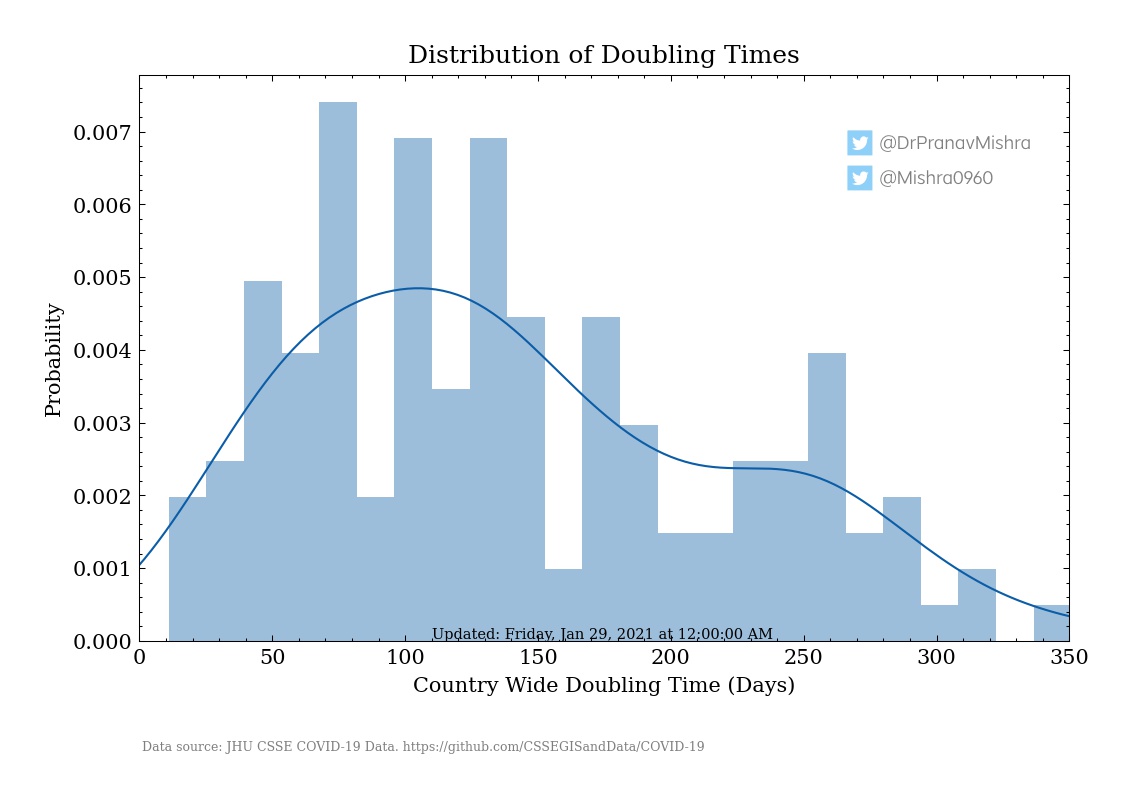 Distribution of Doubling Times
0.007
0.006
0.005
0.004
0.003
0.002
0.001
0.000
Probability
@DrPranavMishra
@Mishra0960
Updated: Friday, Jan 29, 2021 at 12:00:00 AM
0 50 100 150 200 250 300 350
Country Wide Doubling Time (Days)
Data source: JHU CSSE COVID-19 Data. https://github.com/CSSEGISandData/COVID-19